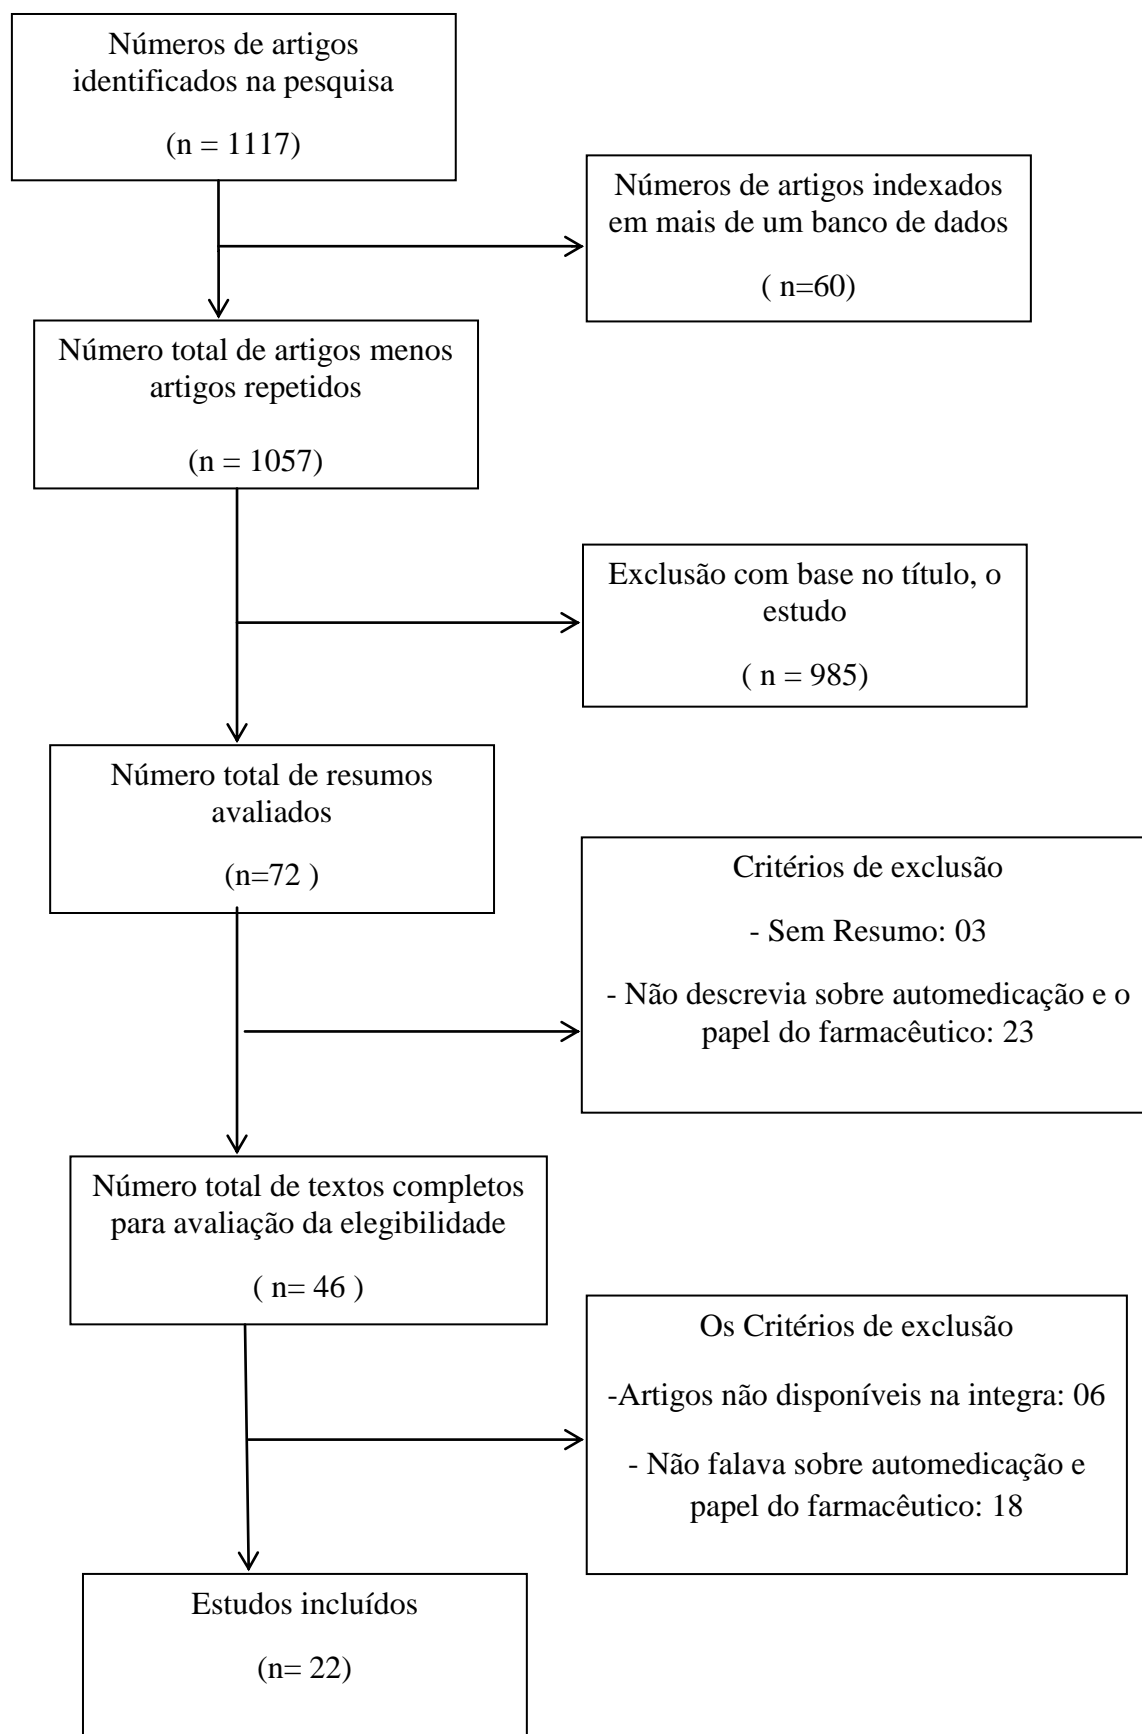 Números de artigos
identificados na pesquisa
(n = 1117)
Números de artigos indexados
em mais de um banco de dados
( n=60)
Número total de artigos menos
artigos repetidos
(n = 1057)
Exclusão com base no título, o
estudo
( n = 985)
Número total de resumos
avaliados
(n=72 )
Critérios de exclusão
- Sem Resumo: 03
- Não descrevia sobre automedicação e o
papel do farmacêutico: 23
Número total de textos completos
para avaliação da elegibilidade
( n= 46 )
Os Critérios de exclusão
-Artigos não disponíveis na integra: 06
- Não falava sobre automedicação e
papel do farmacêutico: 18
Estudos incluídos
(n= 22)